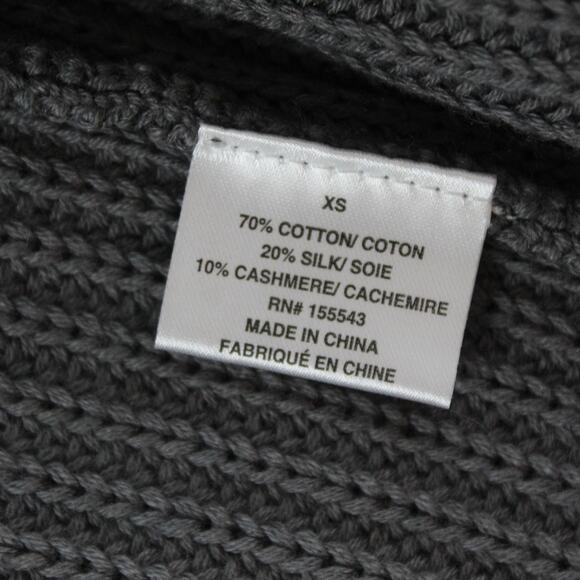 XS
70% COTTON/ COTON
20% SILK/ SOIE
10% CASHMERE/ CACHEMIRE
RN# 155543
MADE IN CHINA
FABRIQUÉ EN CHINE